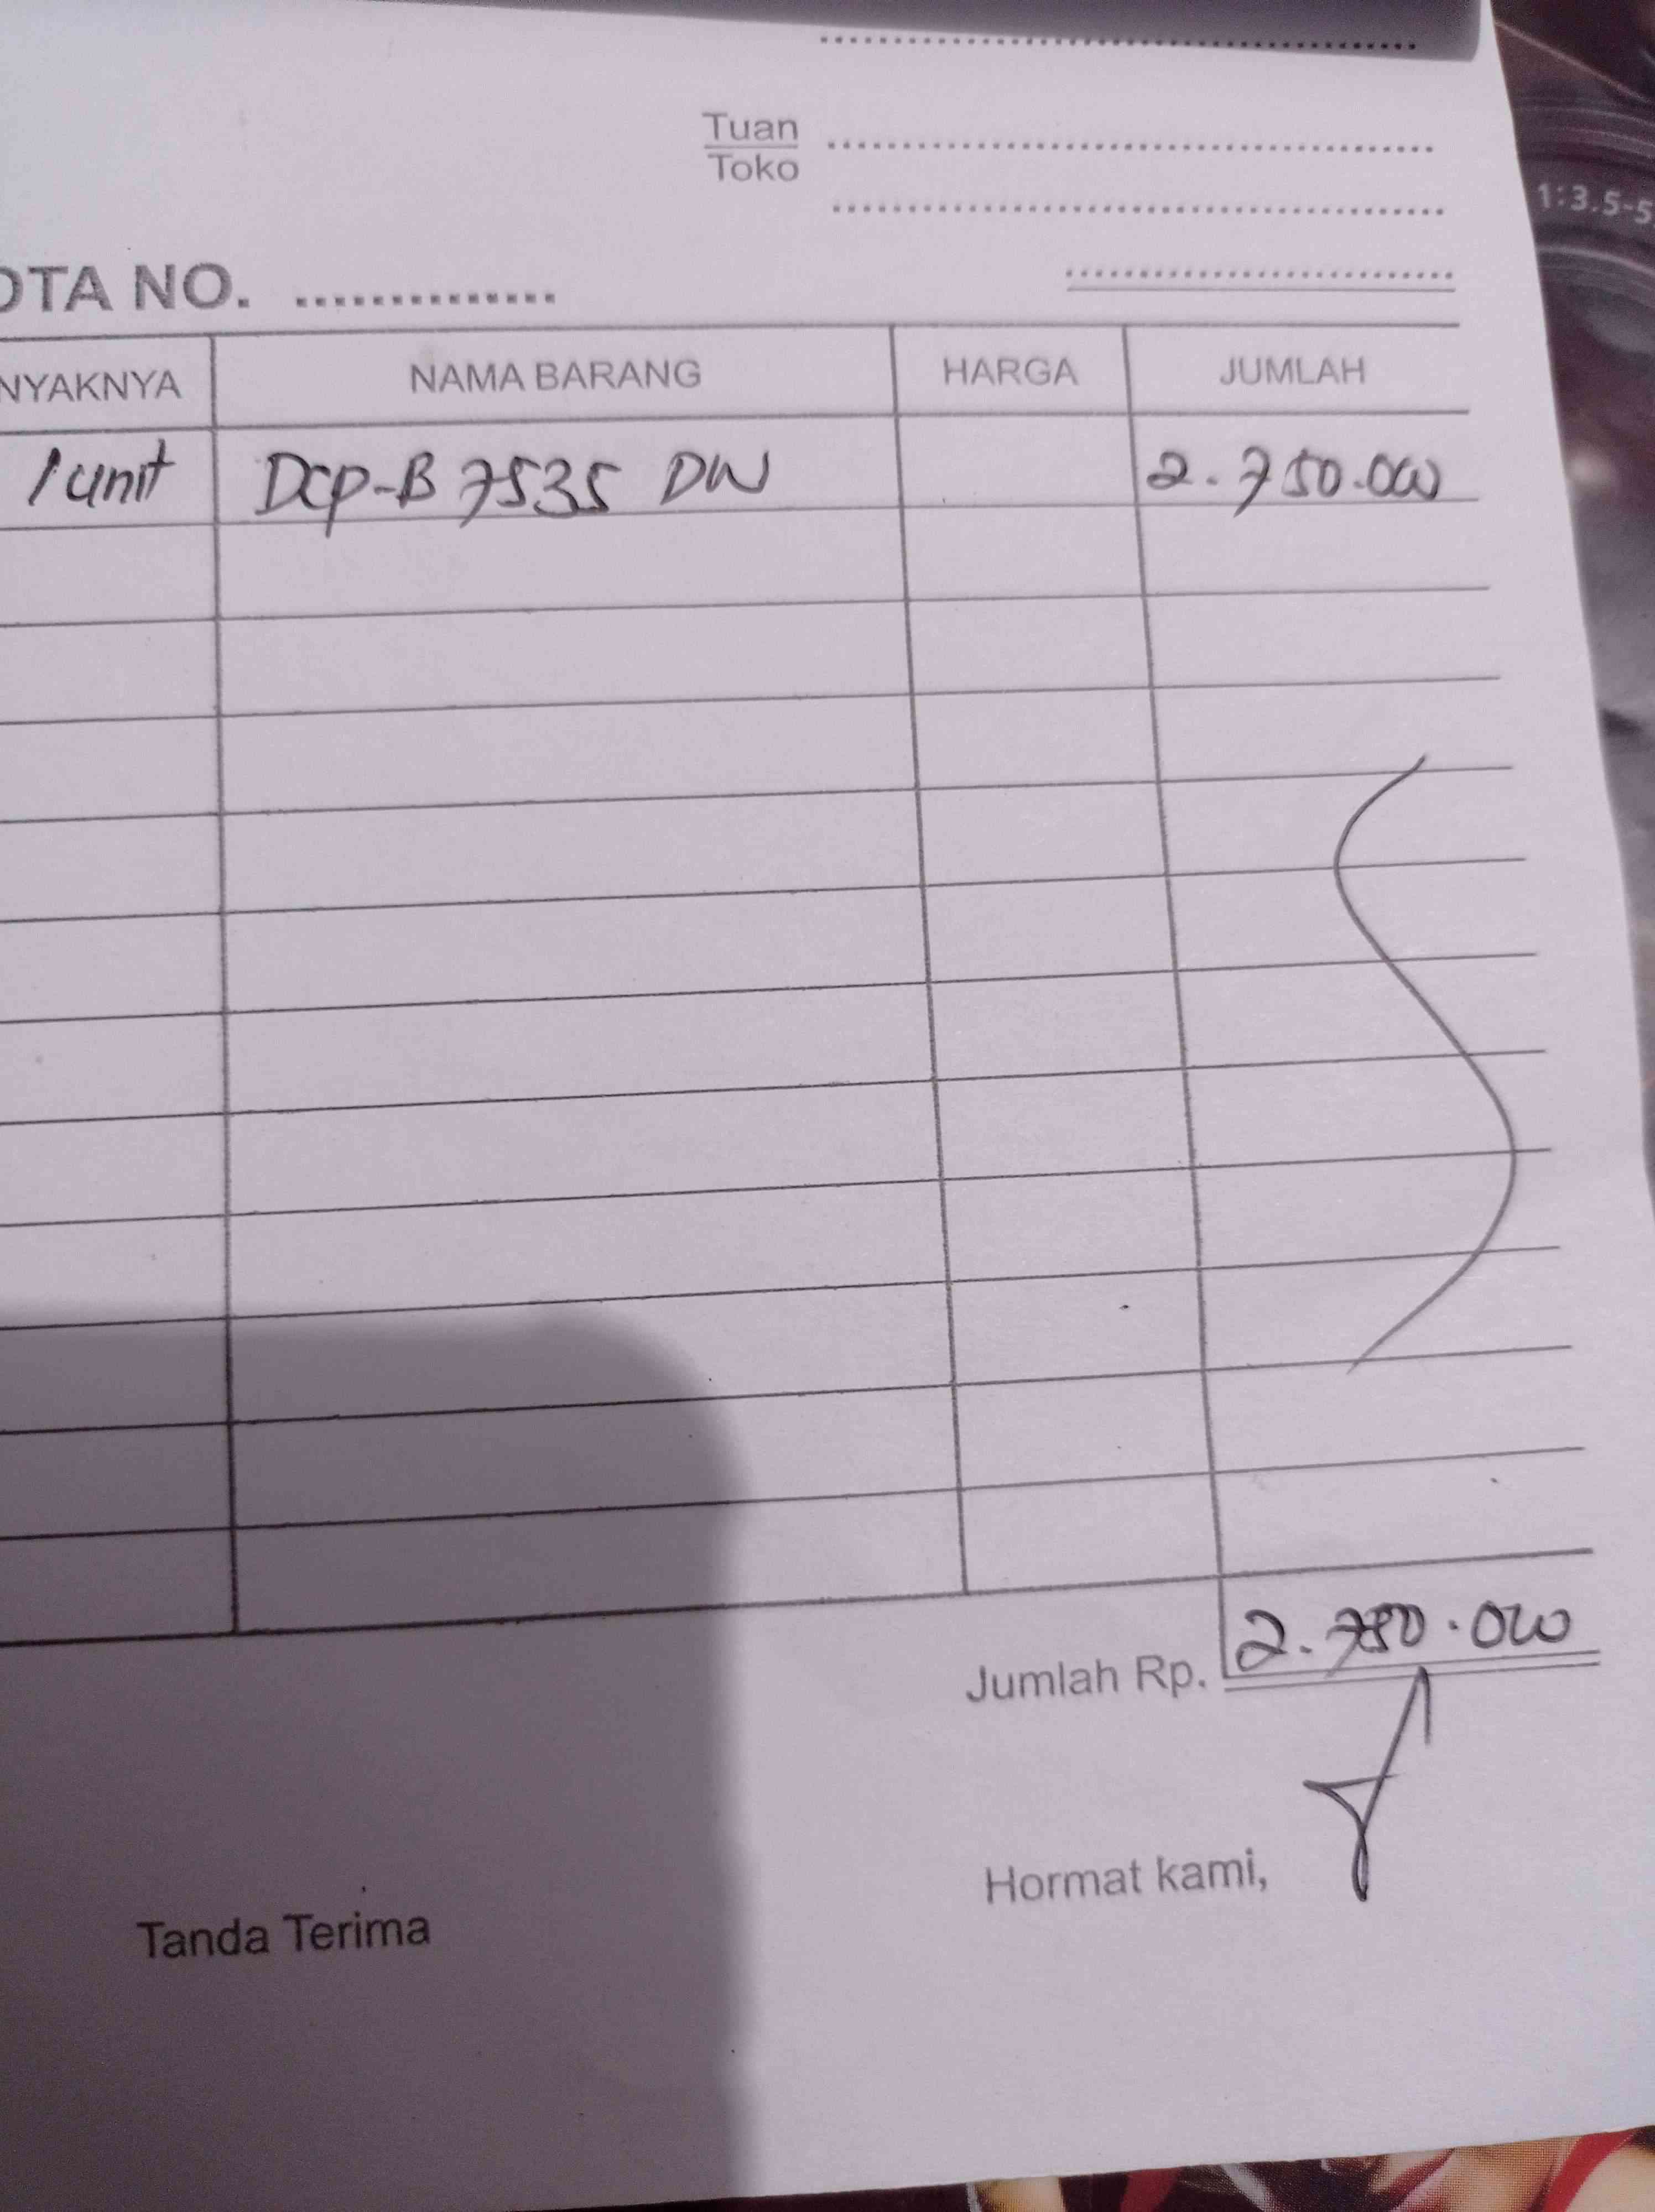 Tuan
Toko
OTA NO. ..............
NYAKNYA NAMA BARANG HARGA JUMLAH
1 unit DCP-B 7535 DW 2.750.000
Jumlah Rp. 2.750.000
Tanda Terima Hormat kami,
1:3.5-5